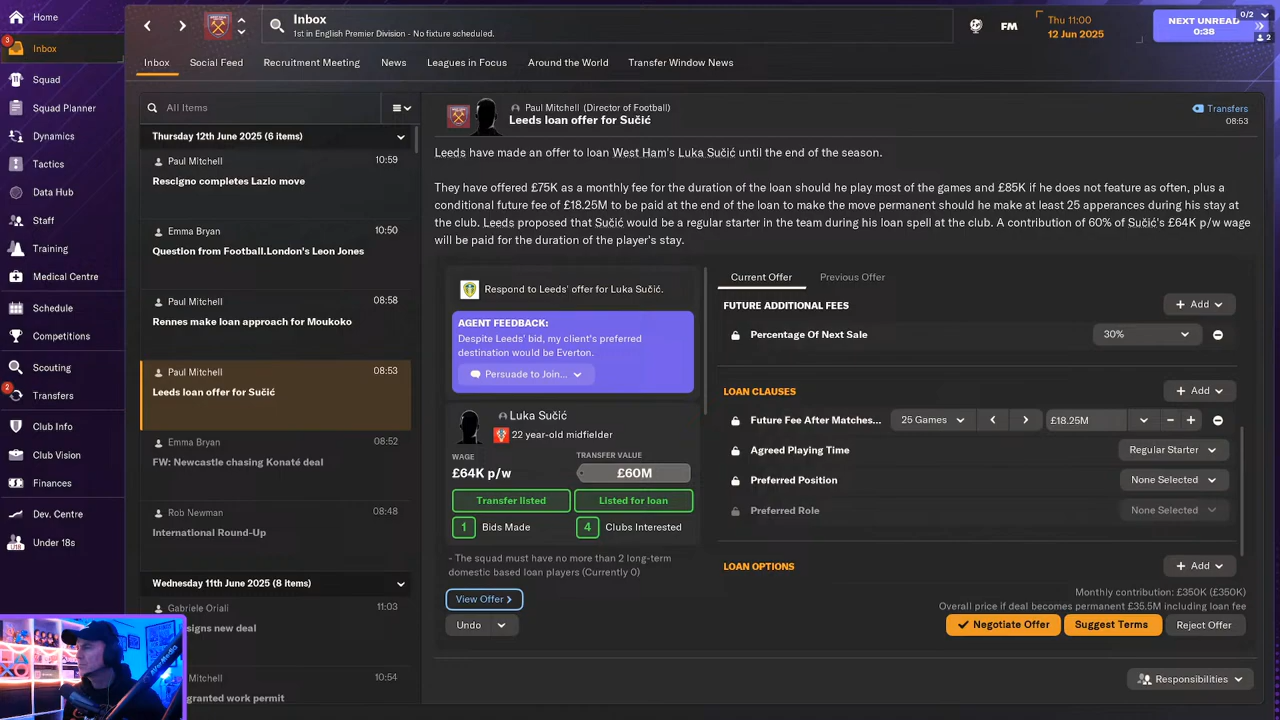 Home
3
Inbox
Squad
Squad Planner
Dynamics
Tactics
Data Hub
Staff
Training
Medical Centre
Schedule
Competitions
Scouting
2
Transfers
Club Info
Club Vision
Finances
Dev. Centre
U18
Under 18s
Inbox
1st in English Premier Division - No fixture scheduled.
FM
Thu 11:00
12 Jun 2025
NEXT UNREAD
0:38
0/2
2
Inbox
Social Feed
Recruitment Meeting
News
Leagues in Focus
Around the World
Transfer Window News
All Items
Thursday 12th June 2025 (6 items)
Paul Mitchell 10:59
Rescigno completes Lazio move
Emma Bryan 10:50
Question from Football.London's Leon Jones
Paul Mitchell 08:58
Rennes make loan approach for Moukoko
Paul Mitchell 08:53
Leeds loan offer for Sučić
Emma Bryan 08:52
FW: Newcastle chasing Konaté deal
Rob Newman 08:48
International Round-Up
Wednesday 11th June 2025 (8 items)
Gabriele Oriali 11:03
signs new deal
Mitchell 10:54
granted work permit
Paul Mitchell (Director of Football)
Leeds loan offer for Sučić
Transfers
08:53
Leeds have made an offer to loan West Ham's Luka Sučić until the end of the season.
They have offered £75K as a monthly fee for the duration of the loan should he play most of the games and £85K if he does not feature as often, plus a
conditional future fee of £18.25M to be paid at the end of the loan to make the move permanent should he make at least 25 apperances during his stay at
the club. Leeds proposed that Sučić would be a regular starter in the team during his loan spell at the club. A contribution of 60% of Sučić's £64K p/w wage
will be paid for the duration of the player's stay.
Respond to Leeds' offer for Luka Sučić.
AGENT FEEDBACK:
Despite Leeds' bid, my client's preferred
destination would be Everton.
Persuade to Join...
Luka Sučić
22 year-old midfielder
WAGE
£64K p/w
TRANSFER VALUE
£60M
Transfer listed
Listed for loan
1 Bids Made
4 Clubs Interested
- The squad must have no more than 2 long-term
domestic based loan players (Currently 0)
View Offer
Undo
Current Offer
Previous Offer
FUTURE ADDITIONAL FEES
Add
Percentage Of Next Sale
30%
LOAN CLAUSES
Add
Future Fee After Matches...
25 Games
£18.25M
Agreed Playing Time
Regular Starter
Preferred Position
None Selected
Preferred Role
None Selected
LOAN OPTIONS
Add
Monthly contribution: £350K (£350K)
Overall price if deal becomes permanent £35.5M including loan fee
Negotiate Offer
Suggest Terms
Reject Offer
Responsibilities